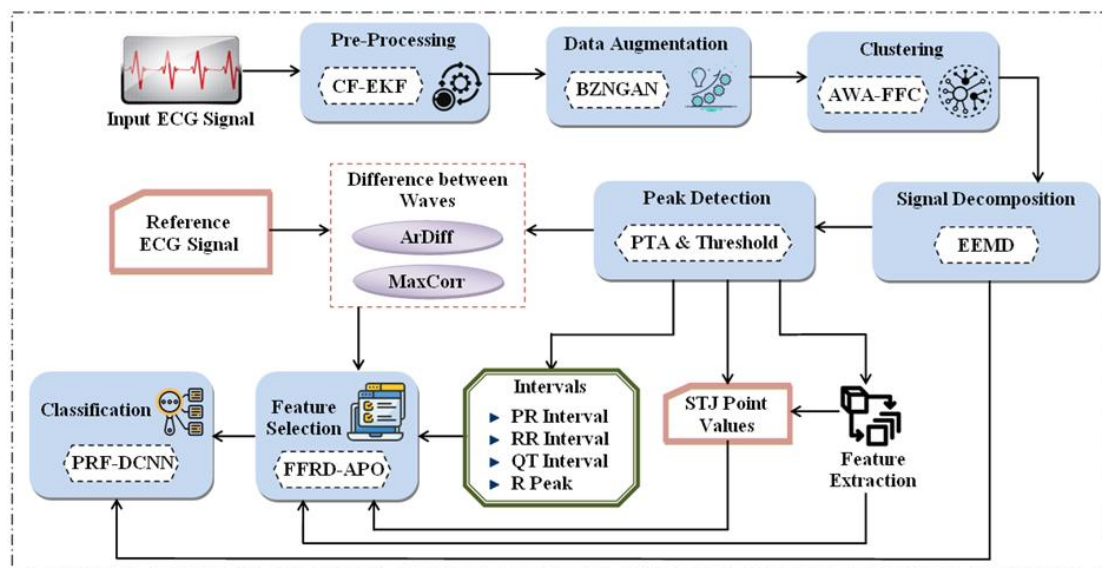 Pre-Processing
CF-EKF
Data Augmentation
BZNGAN
Clustering
AWA-FFC
Input ECG Signal
Reference
ECG Signal
Difference between
Waves
ArDiff
MaxCorr
Peak Detection
PTA & Threshold
Signal Decomposition
EEMD
Classification
PRF-DCNN
Feature
Selection
FFRD-APO
Intervals
PR Interval
RR Interval
QT Interval
R Peak
STJ Point
Values
Feature
Extraction